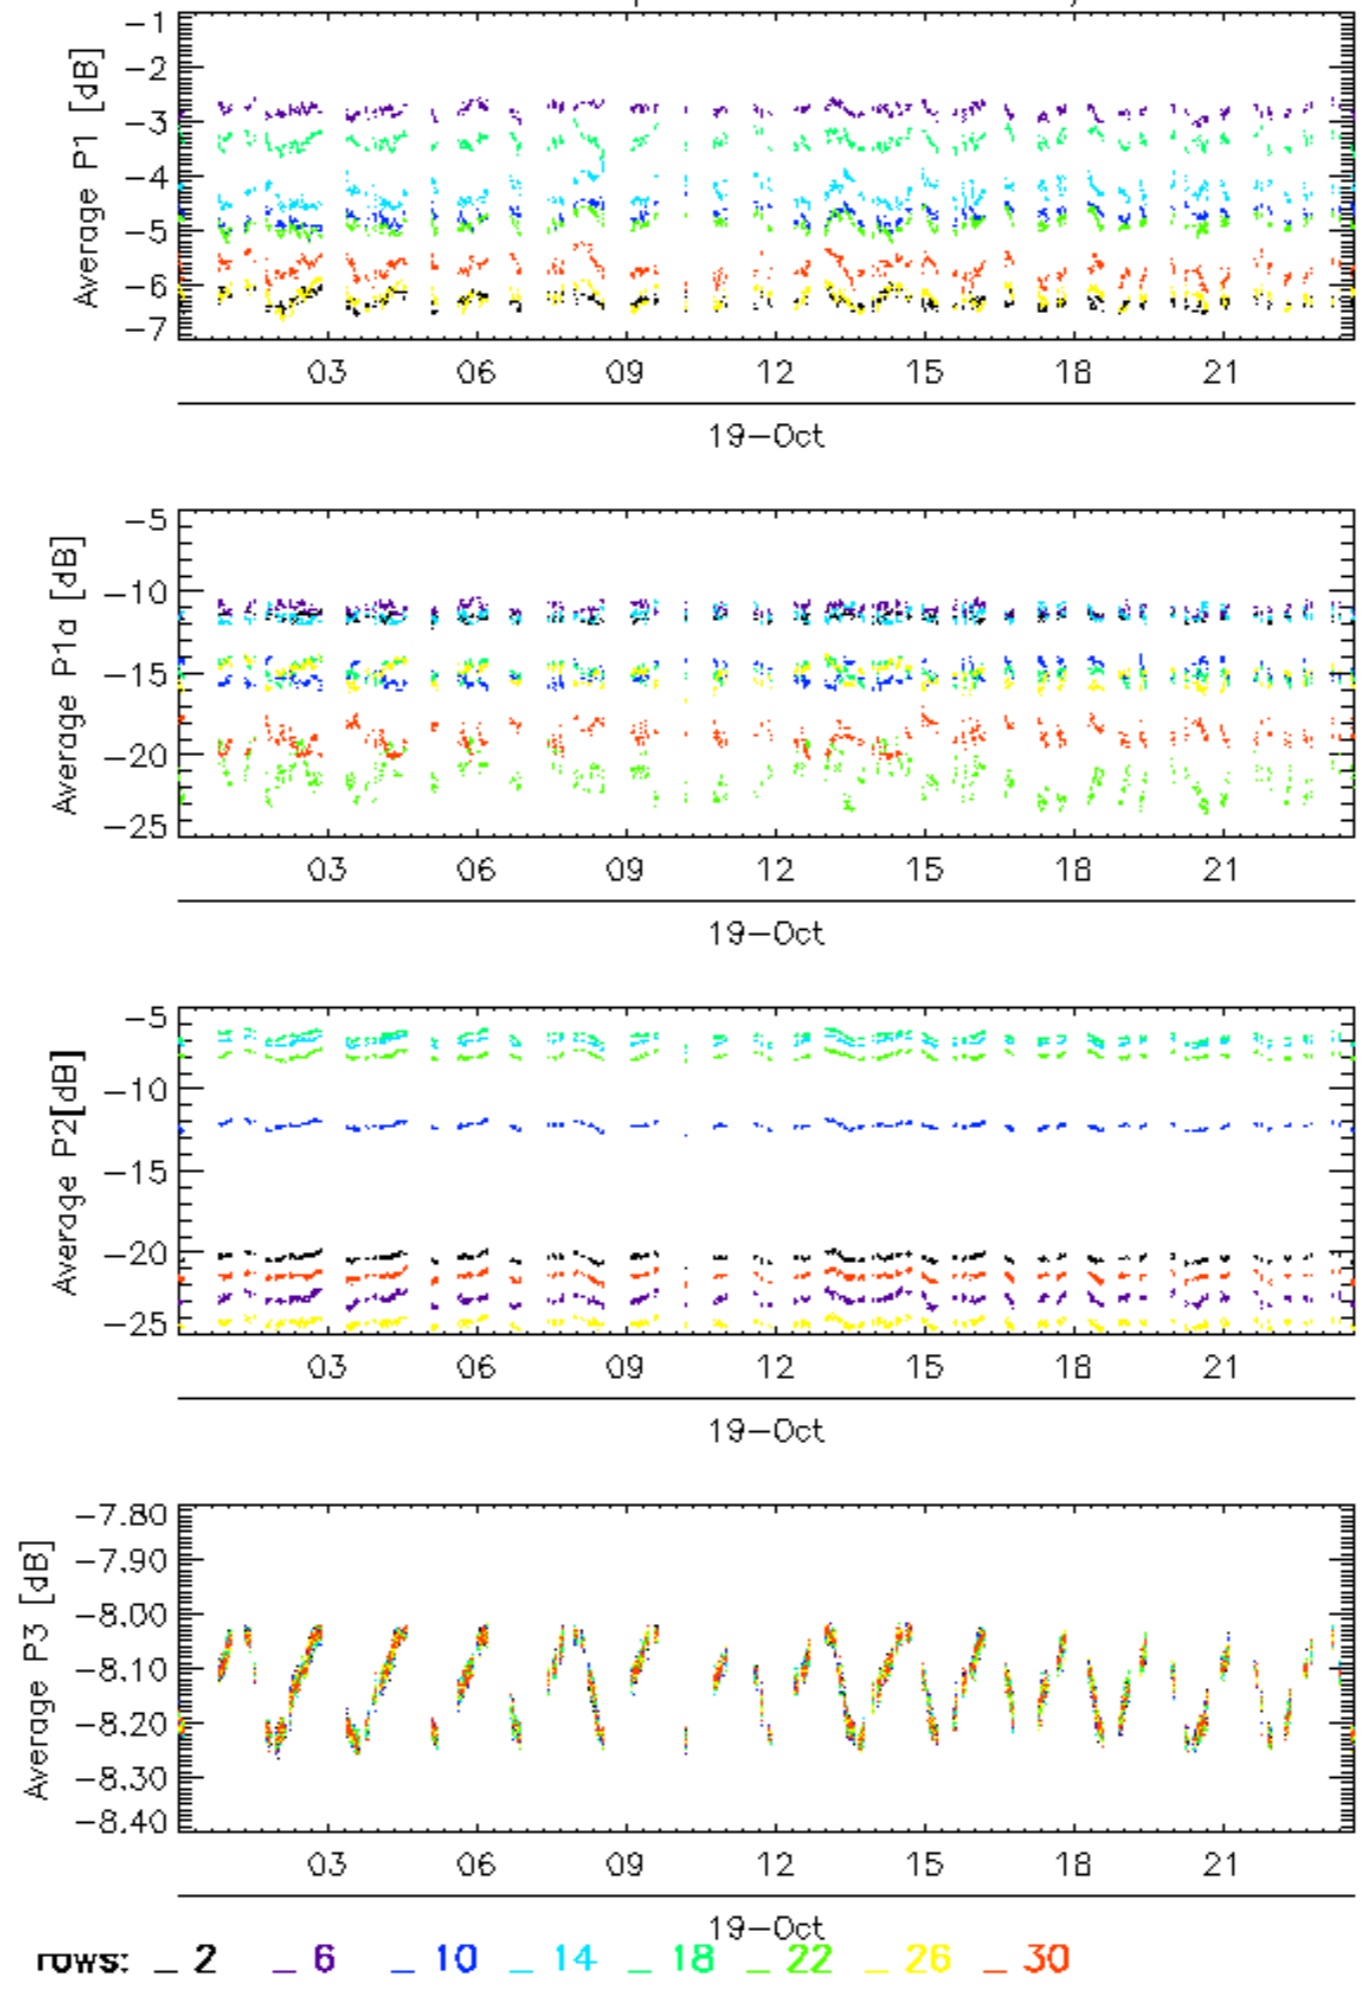 Average P1 [dB]
-1
-2
-3
-4
-5
-6
-7
03 06 09 12 15 18 21
19-Oct
Average P1a [dB]
-5
-10
-15
-20
-25
03 06 09 12 15 18 21
19-Oct
Average P2[dB]
-5
-10
-15
-20
-25
03 06 09 12 15 18 21
19-Oct
Average P3 [dB]
-7.80
-7.90
-8.00
-8.10
-8.20
-8.30
-8.40
03 06 09 12 15 18 21
19-Oct
rows: _ 2 _ 6 _ 10 _ 14 _ 18 _ 22 _ 26 _ 30